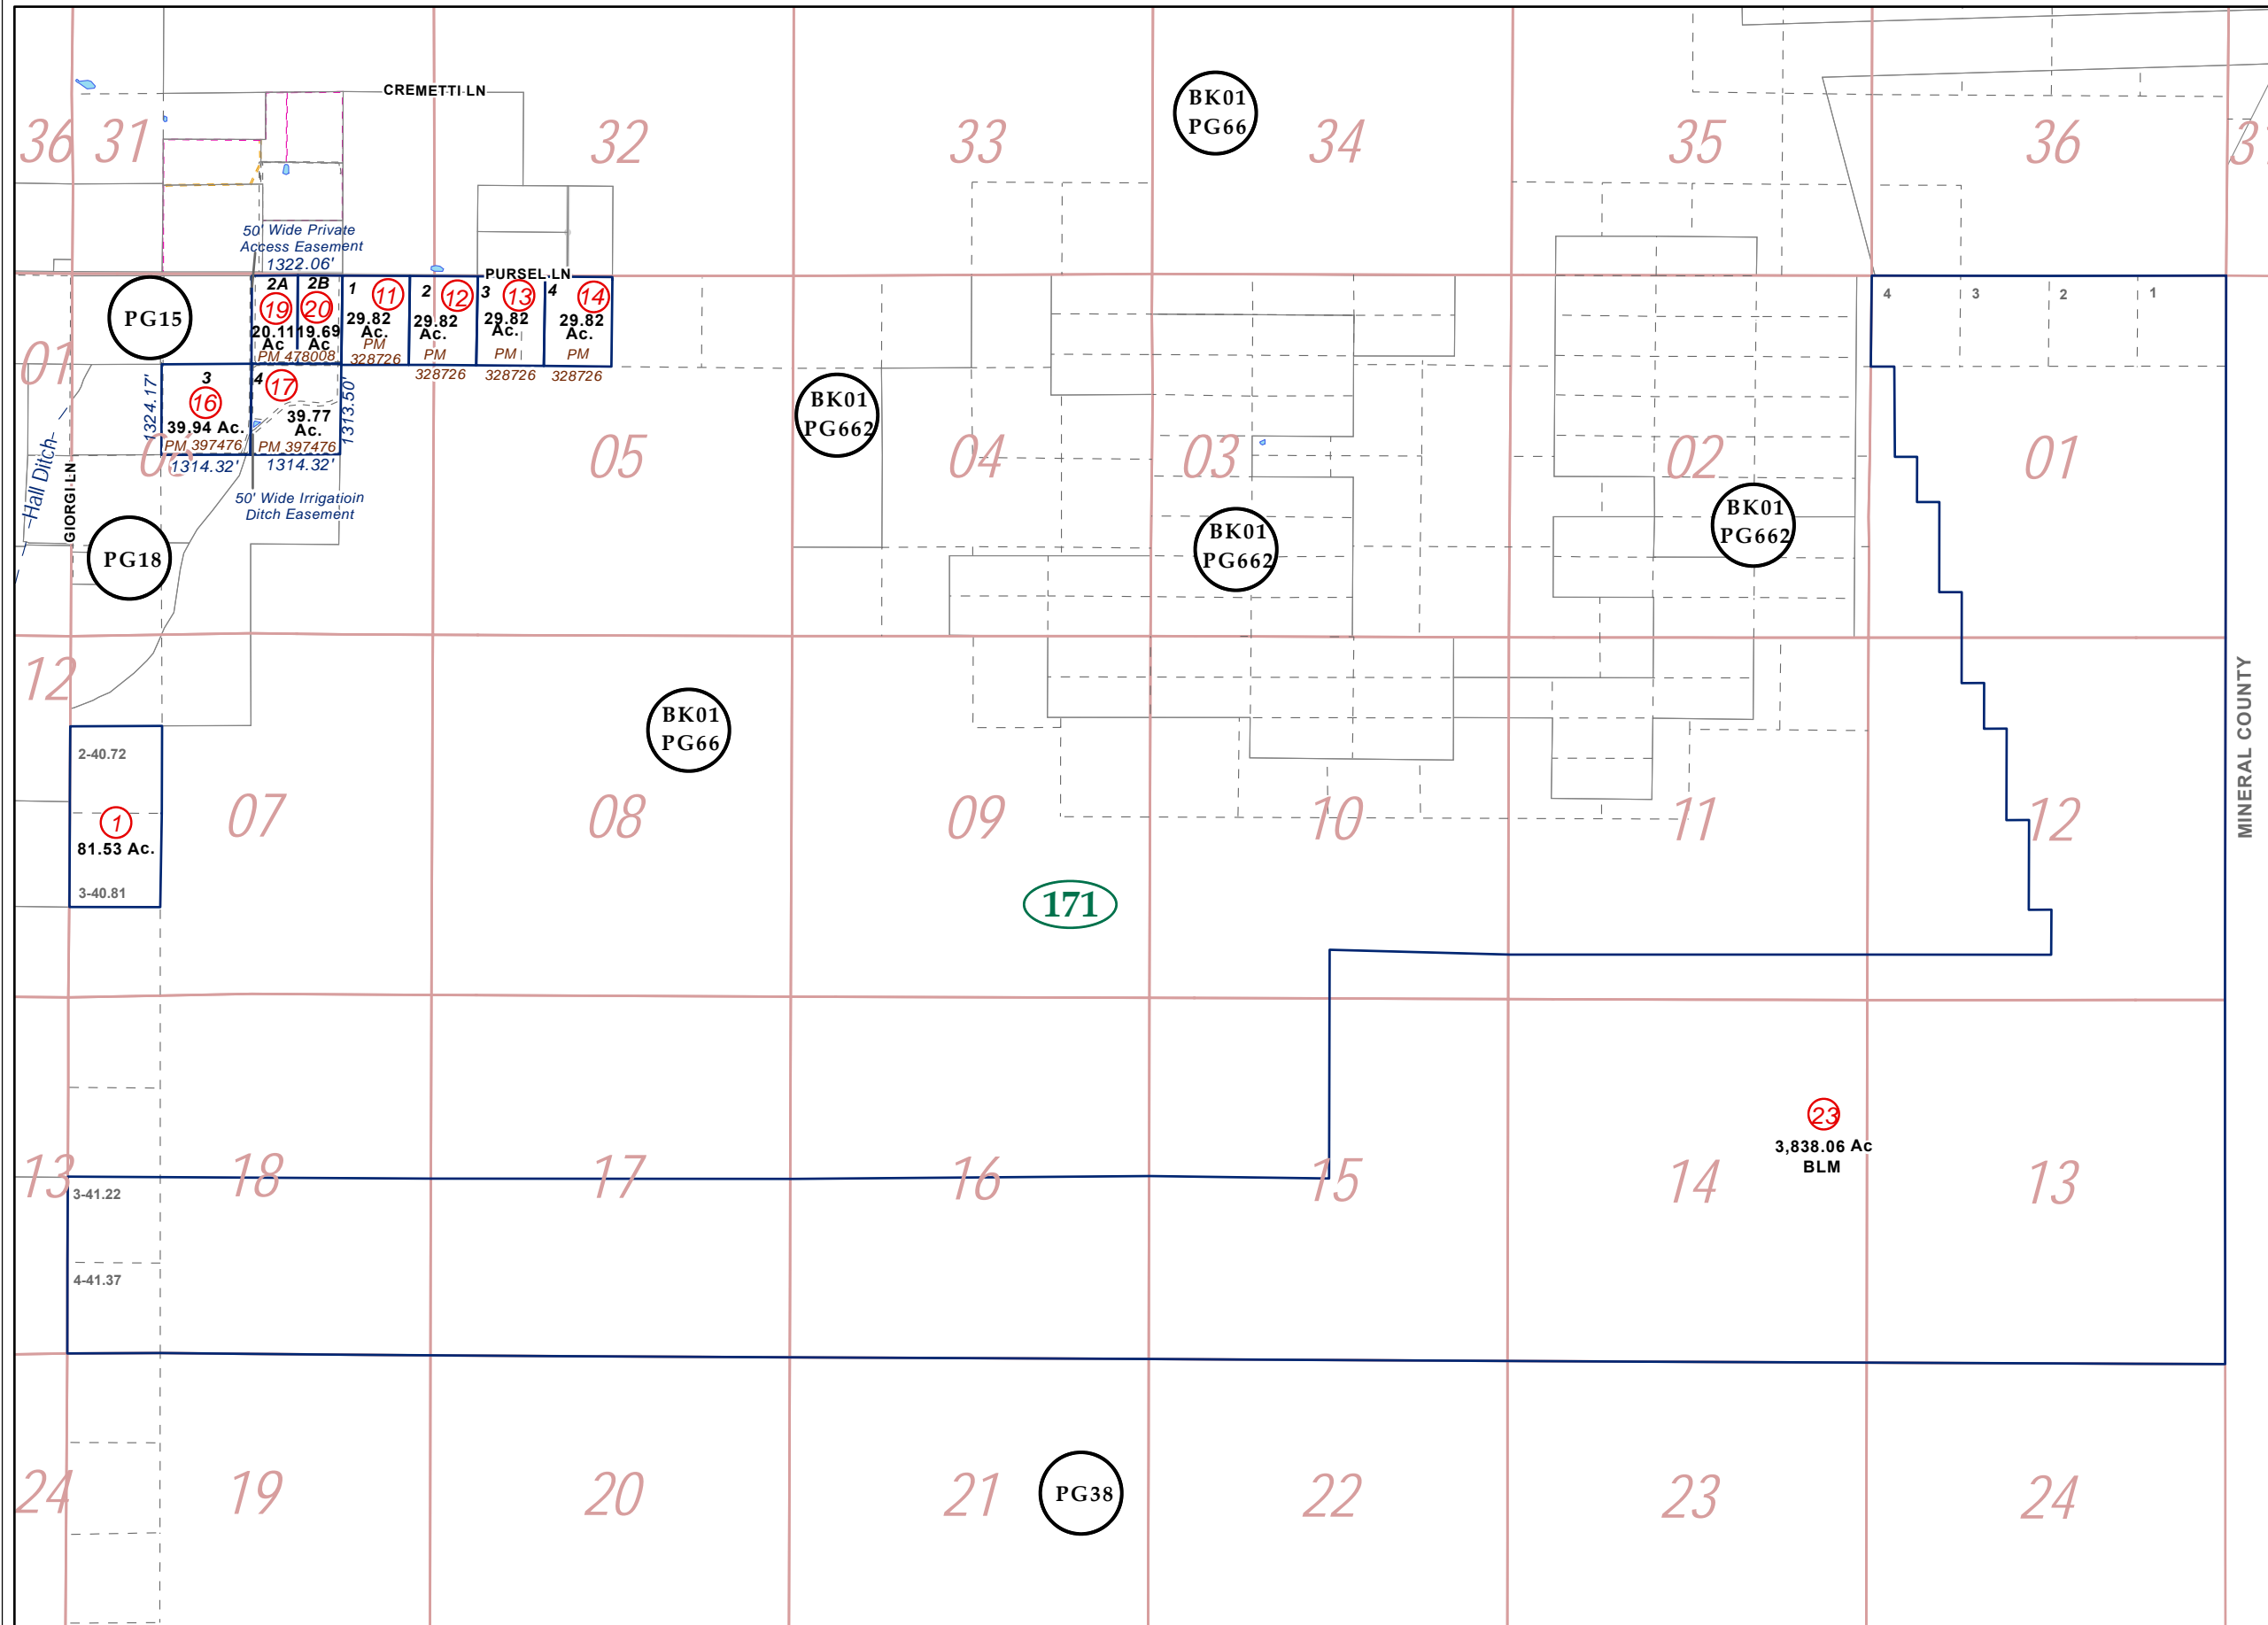 CREMETTI LN
BK01
PG66
36
31
32
33
34
35
36
31
50' Wide Private
Access Easement
1322.06'
PURSEL LN
PG15
2A
19
20.11
Ac
2B
20
19.69
Ac
PM 478008
1
11
29.82
Ac.
PM
328726
2
12
29.82
Ac.
PM
328726
3
13
29.82
Ac.
PM
328726
4
14
29.82
Ac.
PM
328726
4
3
2
1
01
1324.17'
3
16
39.94 Ac.
PM 397476
1314.32'
4
17
39.77
Ac.
PM 397476
1314.32'
1313.50'
BK01
PG662
06
05
04
03
02
01
Hall Ditch
GIORGI LN
50' Wide Irrigatioin
Ditch Easement
PG18
BK01
PG662
BK01
PG662
12
BK01
PG66
MINERAL COUNTY
2-40.72
1
81.53 Ac.
3-40.81
07
08
09
10
11
12
171
23
3,838.06 Ac
BLM
13
18
17
16
15
14
13
3-41.22
4-41.37
24
19
20
21
PG38
22
23
24